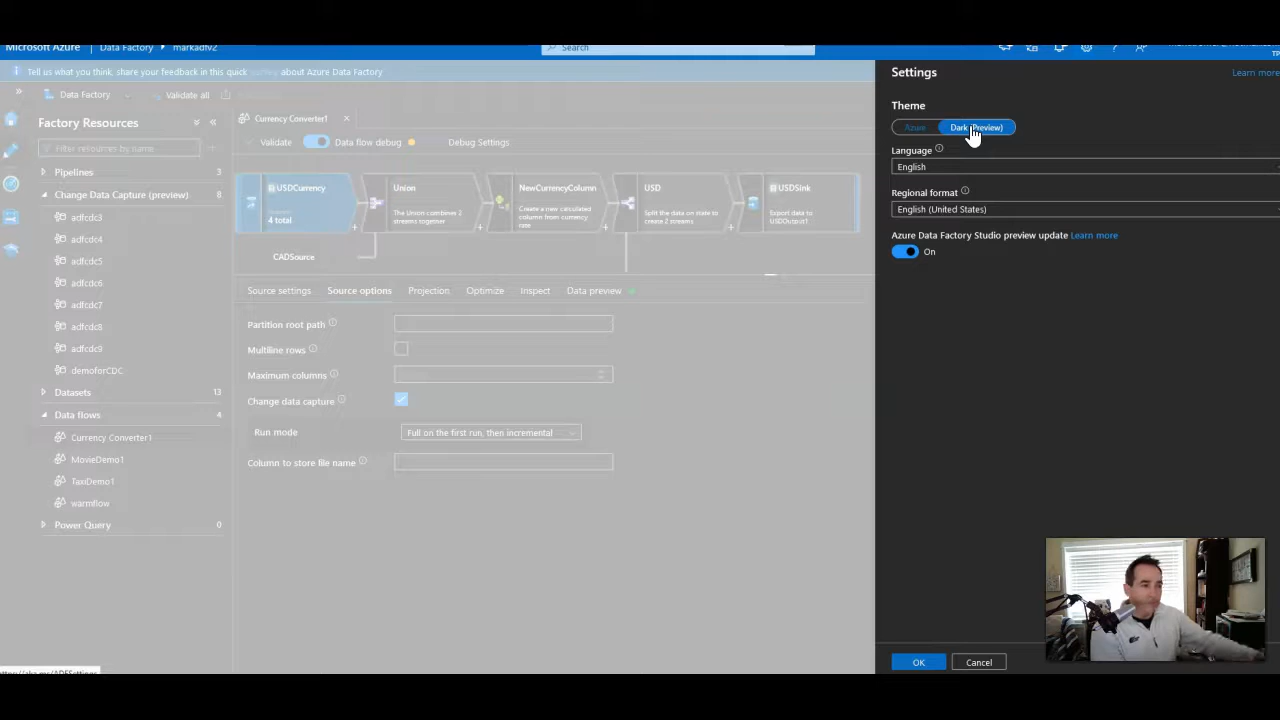 Microsoft Azure
Data Factory
markadfv2
Search
Tell us what you think, share your feedback in this quick survey about Azure Data Factory
Data Factory
Validate all
Factory Resources
Filter resources by name
Pipelines 1
Change Data Capture (preview) 8
adfcdc3
adfcdc4
adfcdc5
adfcdc6
adfcdc7
adfcdc8
adfcdc9
demoforCDC
Datasets 13
Data flows 4
Currency Converter1
MovieDemo1
TaxiDemo1
warmflow
Power Query 0
Currency Converter1
Validate
Data flow debug
Debug Settings
USDCurrency
4 total
Union
The Union combines 2
streams together
NewCurrencyColumn
Create a new calculated
column from currency
rate
USD
Split the data on state to
create 2 streams
USDSink
Export data to
USDOutput1
CADSource
Source settings
Source options
Projection
Optimize
Inspect
Data preview
Partition root path
Multiline rows
Maximum columns
Change data capture
Run mode
Full on the first run, then incremental
Column to store file name
Settings
Learn more
Theme
Azure
Dark (Preview)
Language
English
Regional format
English (United States)
Azure Data Factory Studio preview update Learn more
On
OK
Cancel